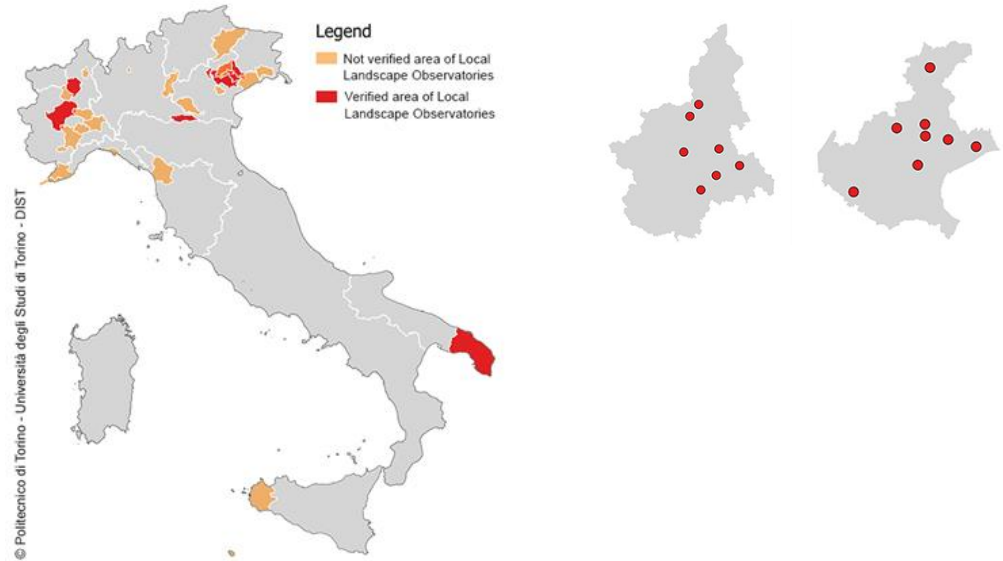 Legend
Not verified area of Local
Landscape Observatories
Verified area of Local
Landscape Observatories
© Politecnico di Torino - Università degli Studi di Torino - DIST